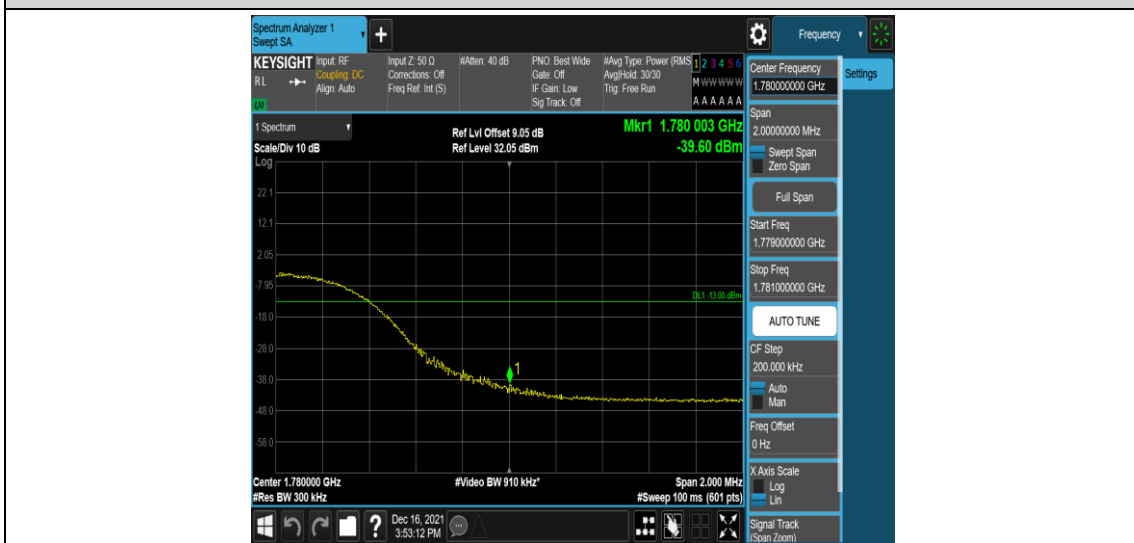 Spectrum Analyzer 1
Swept SA
Frequency
KEYSIGHT
RL
Input: RF
Coupling: DC
Align: Auto
Input Z: 50 Ω
Corrections: Off
Freq Ref: Int (S)
#Atten: 40 dB
PNO: Best Wide
Gate: Off
IF Gain: Low
Sig Track: Off
#Avg Type: Power (RMS
Avg|Hold: 30/30
Trig: Free Run
1 2 3 4 5 6
M W W W W W
A A A A A A
1 Spectrum
Scale/Div 10 dB
Log
Ref Lvl Offset 9.05 dB
Ref Level 32.05 dBm
Mkr1 1.780 003 GHz
-39.60 dBm
22.1
12.1
2.05
-7.95
DL1 -13.00 dBm
-18.0
-28.0
1
-38.0
-48.0
-58.0
Center 1.780000 GHz
#Video BW 910 kHz*
Span 2.000 MHz
#Res BW 300 kHz
#Sweep 100 ms (601 pts)
?
Dec 16, 2021
3:53:12 PM
Center Frequency
1.780000000 GHz
Settings
Span
2.00000000 MHz
Swept Span
Zero Span
Full Span
Start Freq
1.779000000 GHz
Stop Freq
1.781000000 GHz
AUTO TUNE
CF Step
200.000 kHz
Auto
Man
Freq Offset
0 Hz
X Axis Scale
Log
Lin
Signal Track
(Span Zoom)